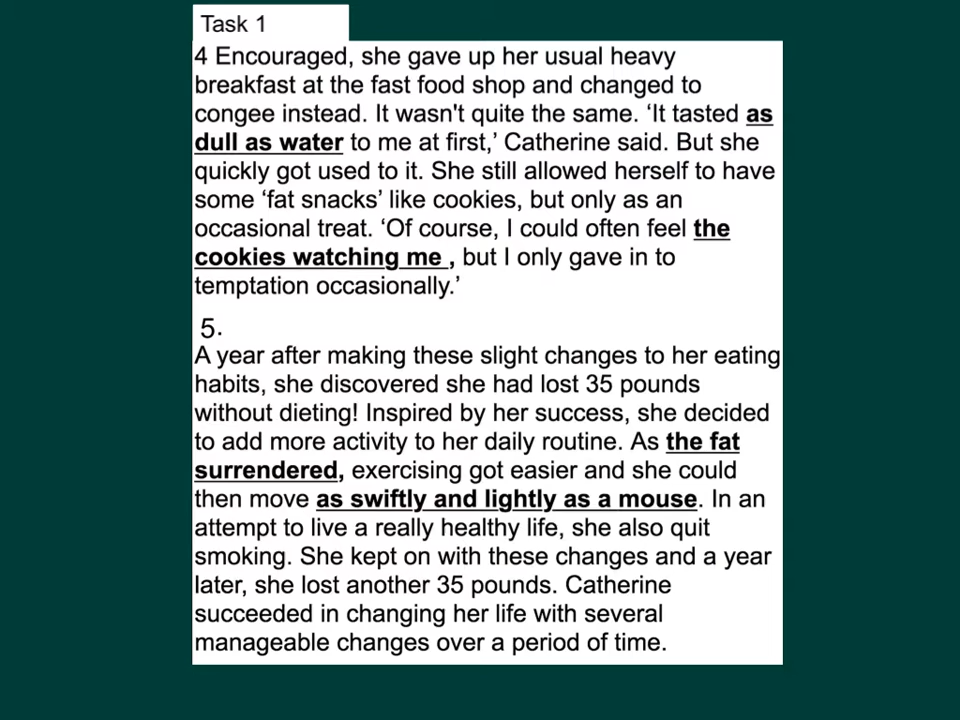 Task 1
4 Encouraged, she gave up her usual heavy
breakfast at the fast food shop and changed to
congee instead. It wasn't quite the same. ‘It tasted as
dull as water to me at first,’ Catherine said. But she
quickly got used to it. She still allowed herself to have
some ‘fat snacks’ like cookies, but only as an
occasional treat. ‘Of course, I could often feel the
cookies watching me , but I only gave in to
temptation occasionally.’
5.
A year after making these slight changes to her eating
habits, she discovered she had lost 35 pounds
without dieting! Inspired by her success, she decided
to add more activity to her daily routine. As the fat
surrendered, exercising got easier and she could
then move as swiftly and lightly as a mouse. In an
attempt to live a really healthy life, she also quit
smoking. She kept on with these changes and a year
later, she lost another 35 pounds. Catherine
succeeded in changing her life with several
manageable changes over a period of time.